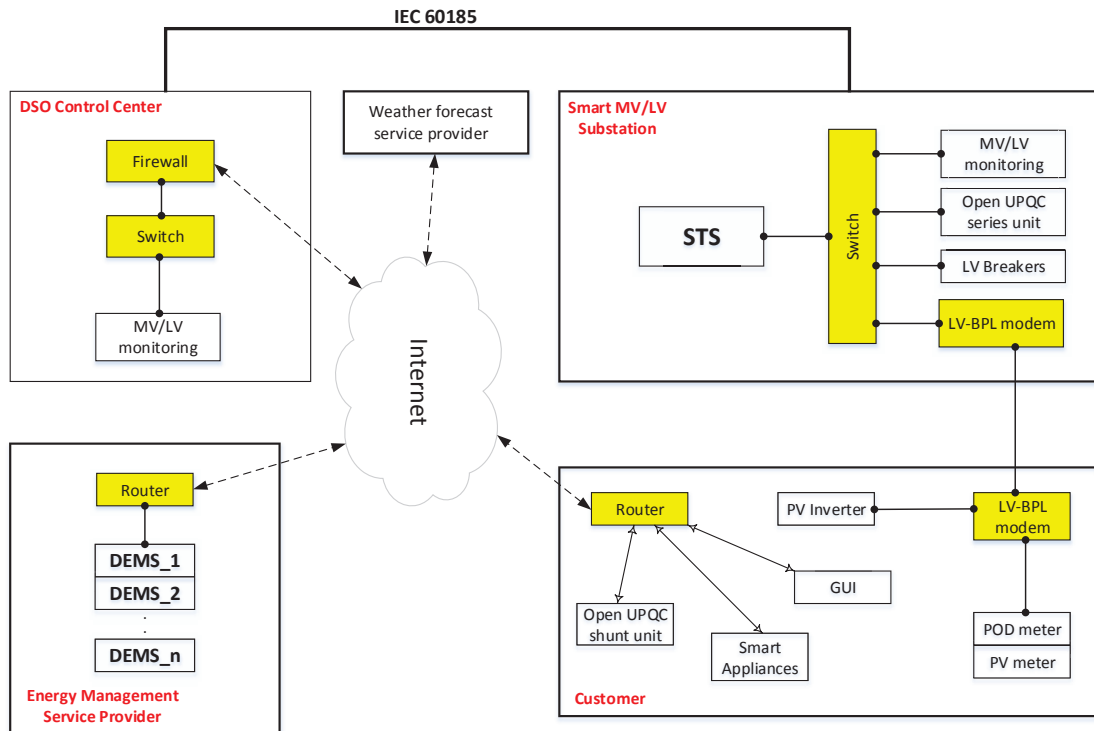 IEC 60185
DSO Control Center
Firewall
Switch
MV/LV
monitoring
Weather forecast
service provider
Smart MV/LV
Substation
STS
Switch
MV/LV
monitoring
Open UPQC
series unit
LV Breakers
LV-BPL modem
Internet
Router
DEMS_1
DEMS_2
.
.
DEMS_n
Energy Management
Service Provider
Router
PV Inverter
LV-BPL
modem
GUI
Open UPQC
shunt unit
Smart
Appliances
POD meter
PV meter
Customer